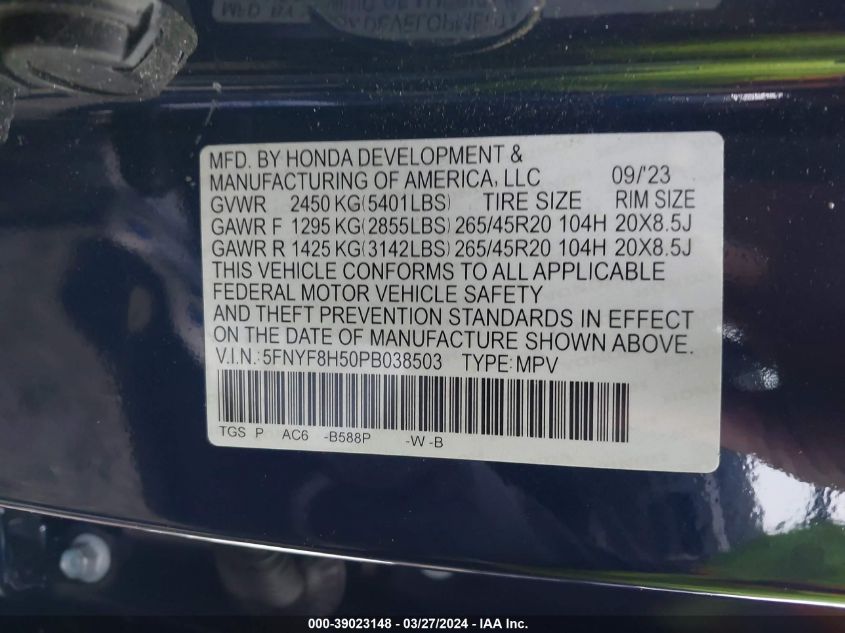 MFD. BY HONDA DEVELOPMENT &
MANUFACTURING OF AMERICA, LLC 09/'23
GVWR 2450 KG(5401LBS) TIRE SIZE RIM SIZE
GAWR F 1295 KG(2855LBS) 265/45R20 104H 20X8.5J
GAWR R 1425 KG(3142LBS) 265/45R20 104H 20X8.5J
THIS VEHICLE CONFORMS TO ALL APPLICABLE
FEDERAL MOTOR VEHICLE SAFETY
AND THEFT PREVENTION STANDARDS IN EFFECT
ON THE DATE OF MANUFACTURE SHOWN ABOVE.
V.I.N.: 5FNYF8H50PB038503 TYPE: MPV
TGS P AC6 -B588P -W -B
000-39023148 - 03/27/2024 - IAA Inc.